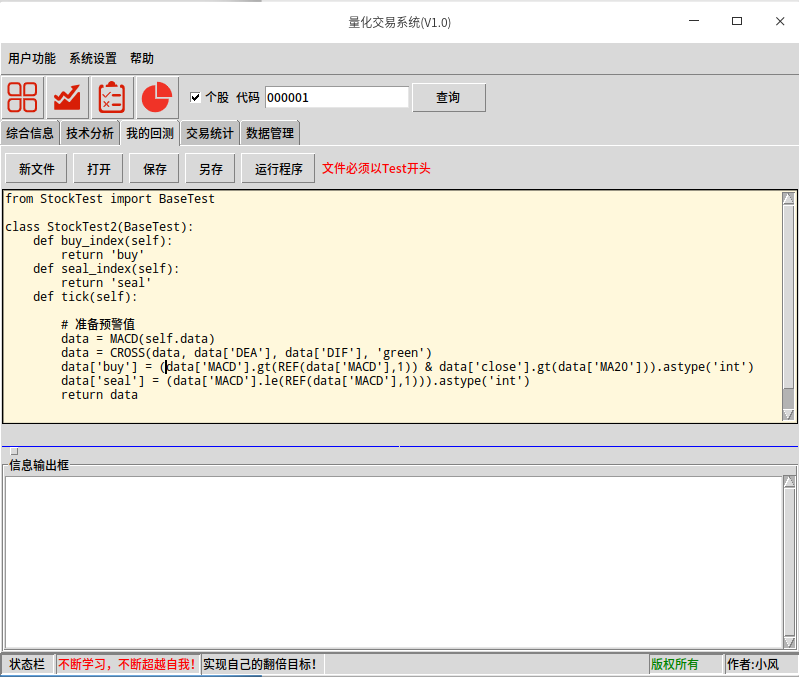 量化交易系统(V1.0)
用户功能 系统设置 帮助
个股 代码 000001 查询
综合信息 技术分析 我的回测 交易统计 数据管理
新文件 打开 保存 另存 运行程序 文件必须以Test开头
from StockTest import BaseTest
class StockTest2(BaseTest):
    def buy_index(self):
        return 'buy'
    def seal_index(self):
        return 'seal'
    def tick(self):
        # 准备预警值
        data = MACD(self.data)
        data = CROSS(data, data['DEA'], data['DIF'], 'green')
        data['buy'] = (data['MACD'].gt(REF(data['MACD'],1)) & data['close'].gt(data['MA20'])).astype('int')
        data['seal'] = (data['MACD'].le(REF(data['MACD'],1))).astype('int')
        return data
信息输出框
状态栏 不断学习，不断超越自我! 实现自己的翻倍目标! 版权所有 作者:小风